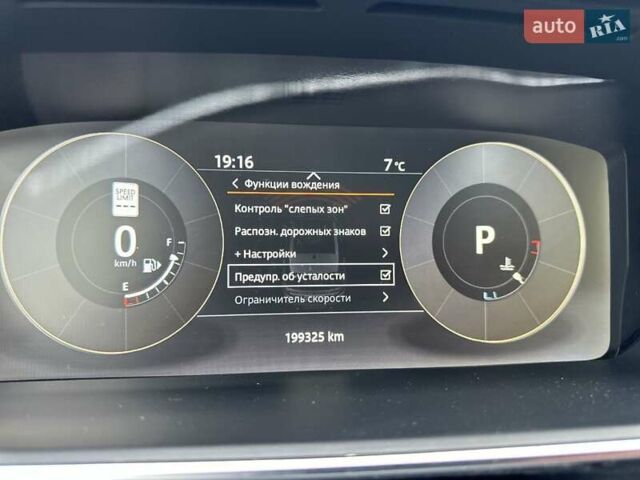 auto RIA .com
19:16 7 °C
Функции вождения
SPEED LIMIT ---
Контроль "слепых зон"
Распозн. дорожных знаков
+ Настройки
Предупр. об усталости
Ограничитель скорости
0 km/h
F
E
P
199325 km